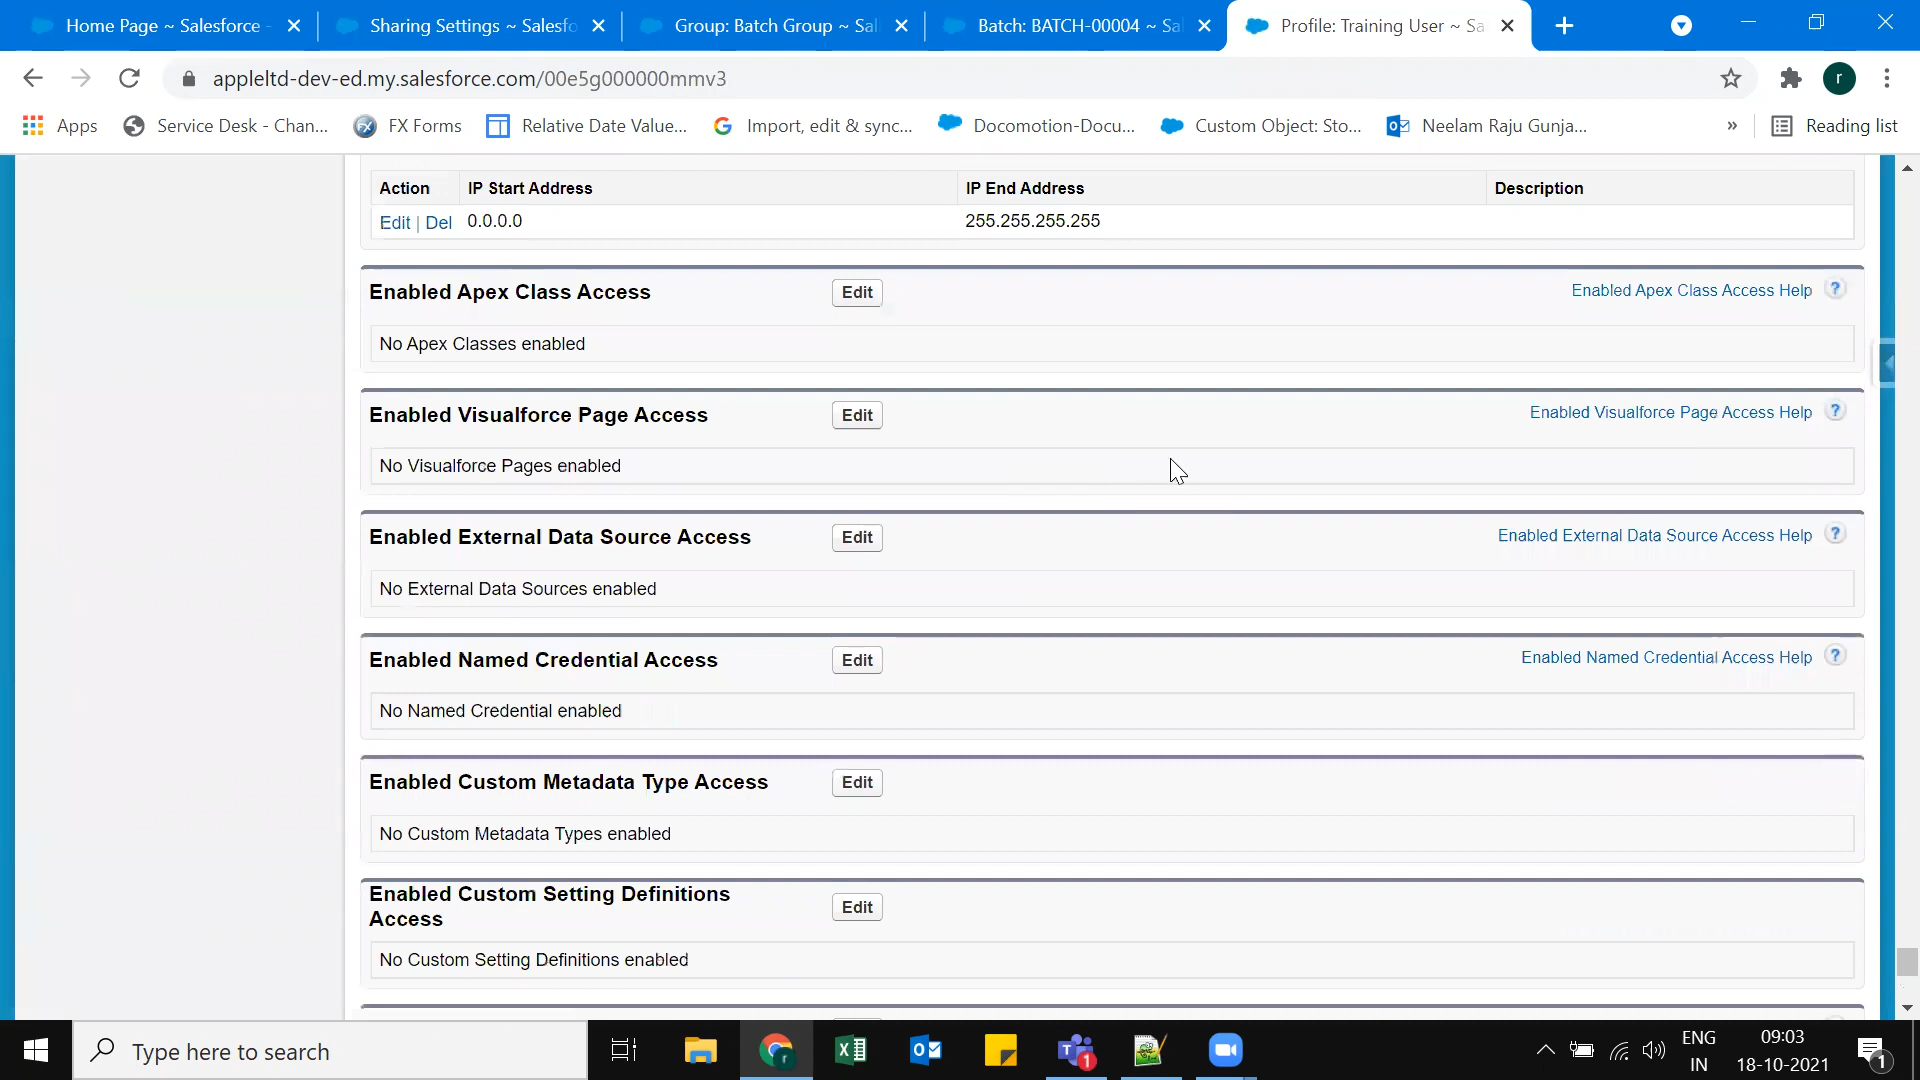 Home Page ~ Salesforce -
Sharing Settings ~ Salesfo
Group: Batch Group ~ Sal
Batch: BATCH-00004 ~ Sa
Profile: Training User ~ Sa
appleltd-dev-ed.my.salesforce.com/00e5g000000mmv3
r
Apps
Service Desk - Chan...
FX Forms
Relative Date Value...
Import, edit & sync...
Docomotion-Docu...
Custom Object: Sto...
Neelam Raju Gunja...
»
Reading list
Action IP Start Address IP End Address Description
Edit | Del 0.0.0.0 255.255.255.255
Enabled Apex Class Access Edit Enabled Apex Class Access Help ?
No Apex Classes enabled
Enabled Visualforce Page Access Edit Enabled Visualforce Page Access Help ?
No Visualforce Pages enabled
Enabled External Data Source Access Edit Enabled External Data Source Access Help ?
No External Data Sources enabled
Enabled Named Credential Access Edit Enabled Named Credential Access Help ?
No Named Credential enabled
Enabled Custom Metadata Type Access Edit
No Custom Metadata Types enabled
Enabled Custom Setting Definitions
Access Edit
No Custom Setting Definitions enabled
Type here to search
1
ENG
IN
09:03
18-10-2021
1